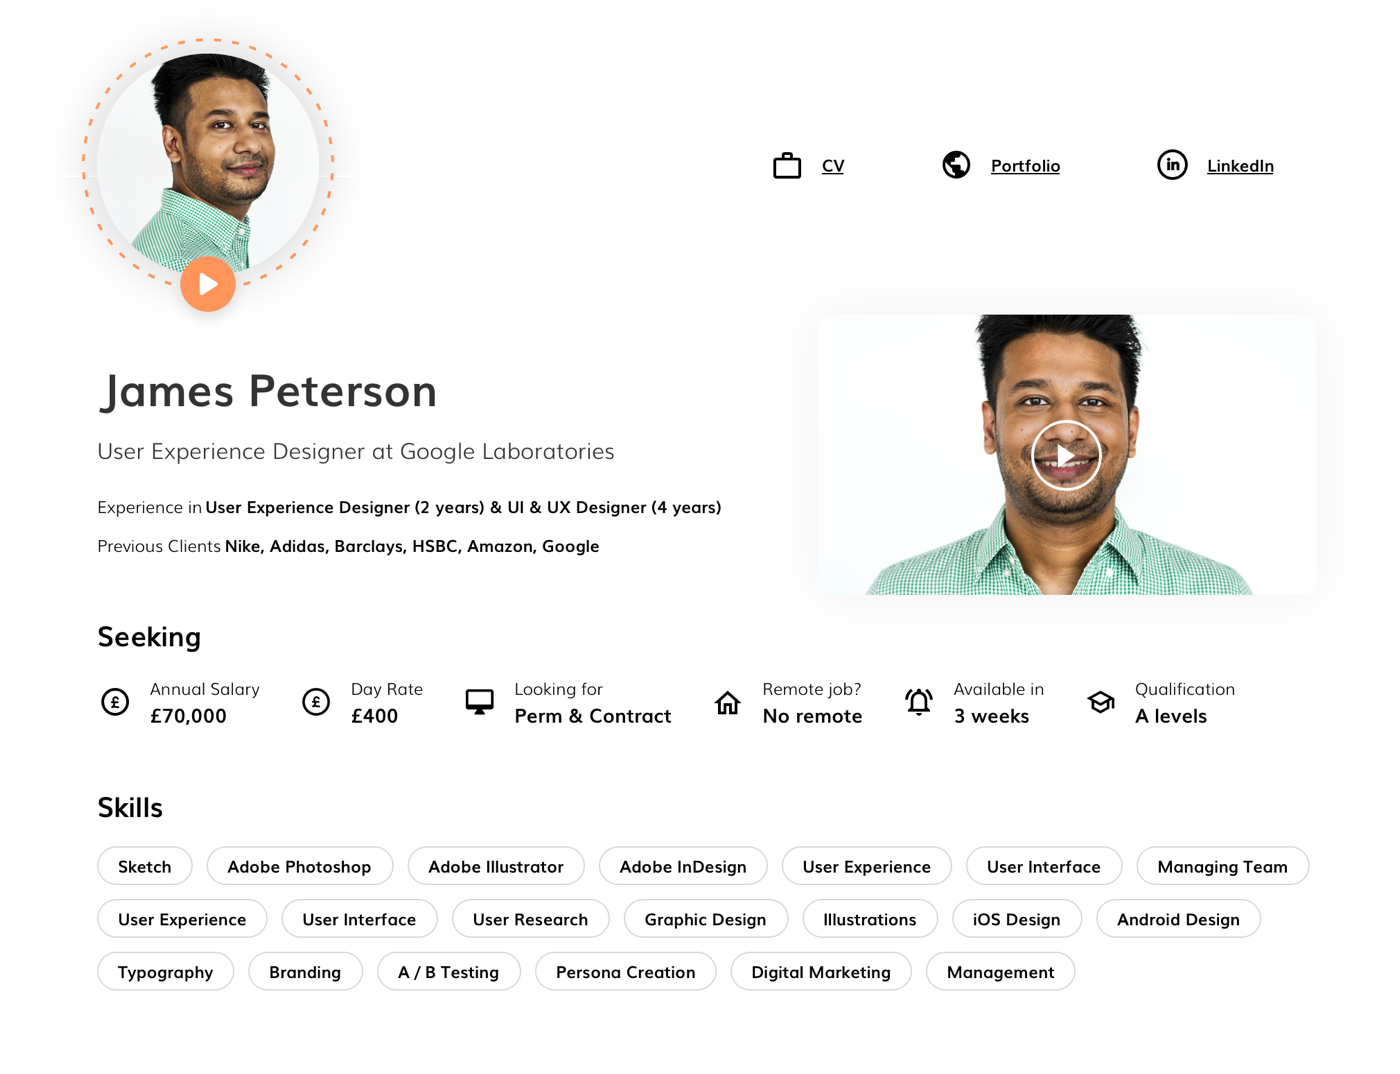 CV Portfolio LinkedIn
James Peterson
User Experience Designer at Google Laboratories
Experience in User Experience Designer (2 years) & UI & UX Designer (4 years)
Previous Clients Nike, Adidas, Barclays, HSBC, Amazon, Google
Seeking
Annual Salary Day Rate Looking for Remote job? Available in Qualification
£70,000 £400 Perm & Contract No remote 3 weeks A levels
Skills
Sketch Adobe Photoshop Adobe Illustrator Adobe InDesign User Experience User Interface Managing Team
User Experience User Interface User Research Graphic Design Illustrations iOS Design Android Design
Typography Branding A / B Testing Persona Creation Digital Marketing Management